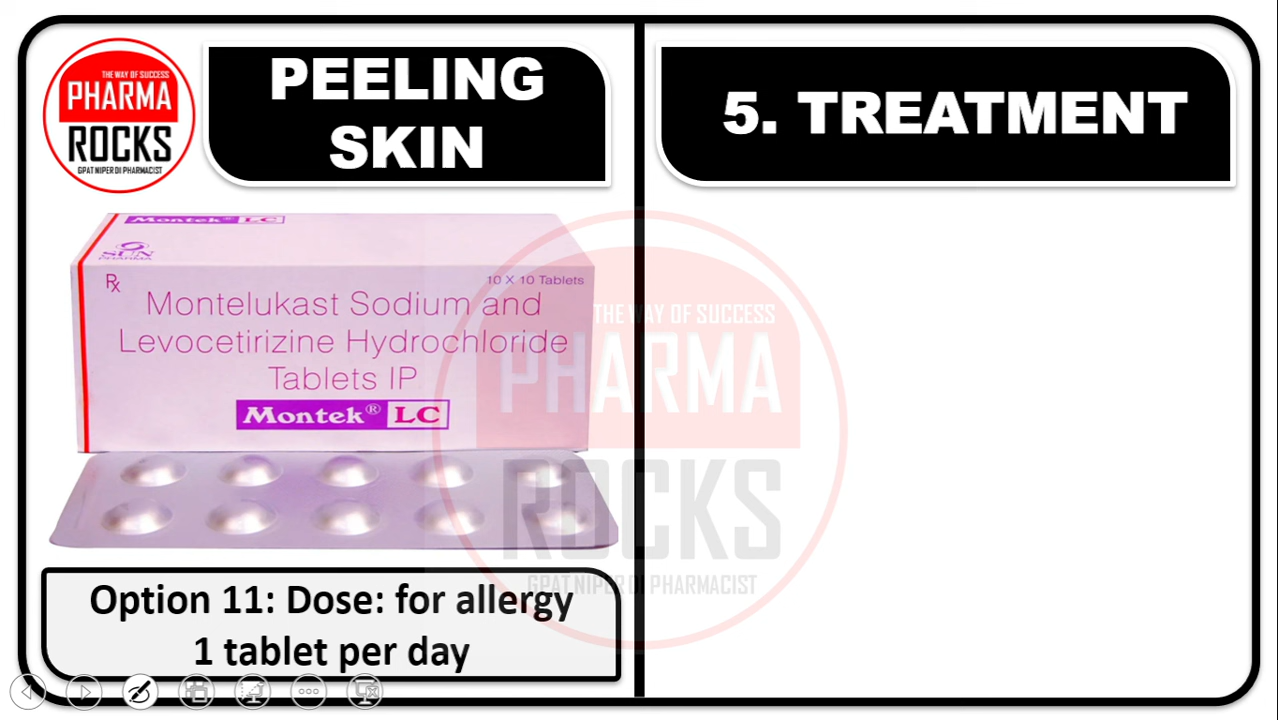 THE WAY OF SUCCESS
PHARMA
ROCKS
GPAT NIPER DI PHARMACIST
PEELING
SKIN
5. TREATMENT
Montek LC
SUN
PHARMA
Rx
10 X 10 Tablets
Montelukast Sodium and
Levocetirizine Hydrochloride
Tablets IP
Montek® LC
THE WAY OF SUCCESS
PHARMA
ROCKS
GPAT NIPER DI PHARMACIST
Option 11: Dose: for allergy
1 tablet per day